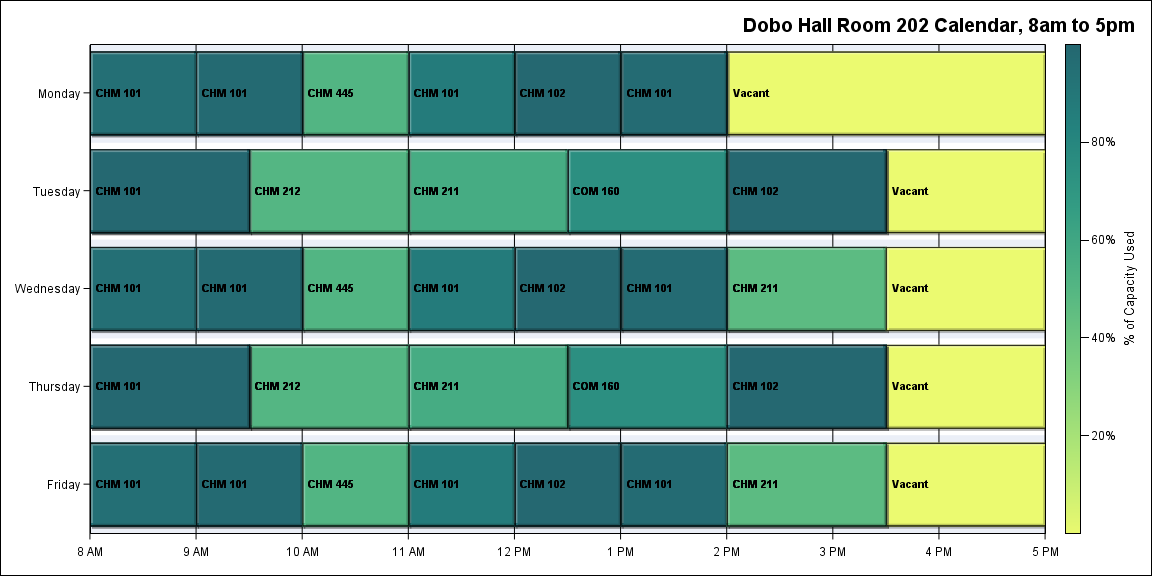 Dobo Hall Room 202 Calendar, 8am to 5pm
Monday CHM 101 CHM 101 CHM 445 CHM 101 CHM 102 CHM 101 Vacant
80%
Tuesday CHM 101 CHM 212 CHM 211 COM 160 CHM 102 Vacant
60%
% of Capacity Used
Wednesday CHM 101 CHM 101 CHM 445 CHM 101 CHM 102 CHM 101 CHM 211 Vacant
40%
Thursday CHM 101 CHM 212 CHM 211 COM 160 CHM 102 Vacant
20%
Friday CHM 101 CHM 101 CHM 445 CHM 101 CHM 102 CHM 101 CHM 211 Vacant
8 AM 9 AM 10 AM 11 AM 12 PM 1 PM 2 PM 3 PM 4 PM 5 PM